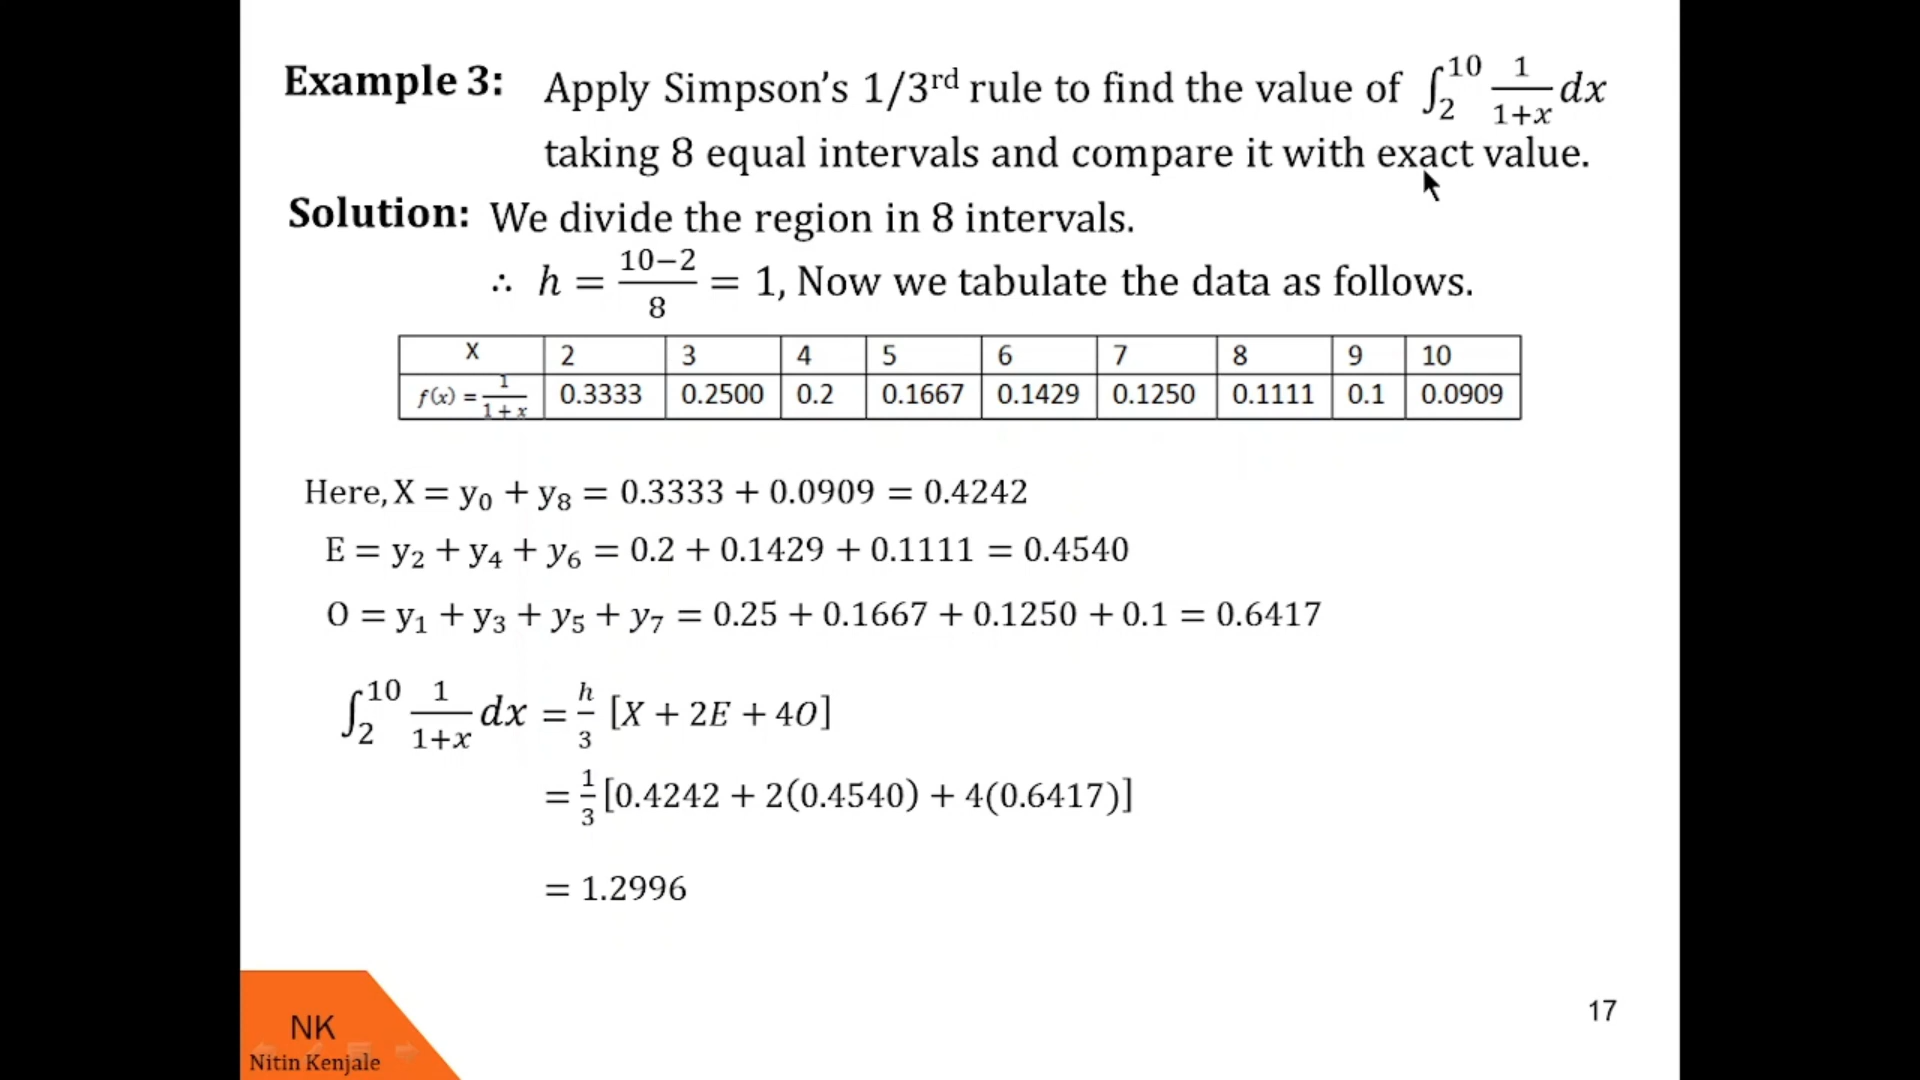 Example 3: Apply Simpson's 1/3rd rule to find the value of ∫₂¹⁰ 1/(1+x) dx
taking 8 equal intervals and compare it with exact value.
Solution: We divide the region in 8 intervals.
∴ h = (10−2)/8 = 1, Now we tabulate the data as follows.
X 2 3 4 5 6 7 8 9 10
f(x) = 1/(1+x) 0.3333 0.2500 0.2 0.1667 0.1429 0.1250 0.1111 0.1 0.0909
Here, X = y₀ + y₈ = 0.3333 + 0.0909 = 0.4242
E = y₂ + y₄ + y₆ = 0.2 + 0.1429 + 0.1111 = 0.4540
O = y₁ + y₃ + y₅ + y₇ = 0.25 + 0.1667 + 0.1250 + 0.1 = 0.6417
∫₂¹⁰ 1/(1+x) dx = h/3 [X + 2E + 4O]
= 1/3 [0.4242 + 2(0.4540) + 4(0.6417)]
= 1.2996
NK
Nitin Kenjale
17